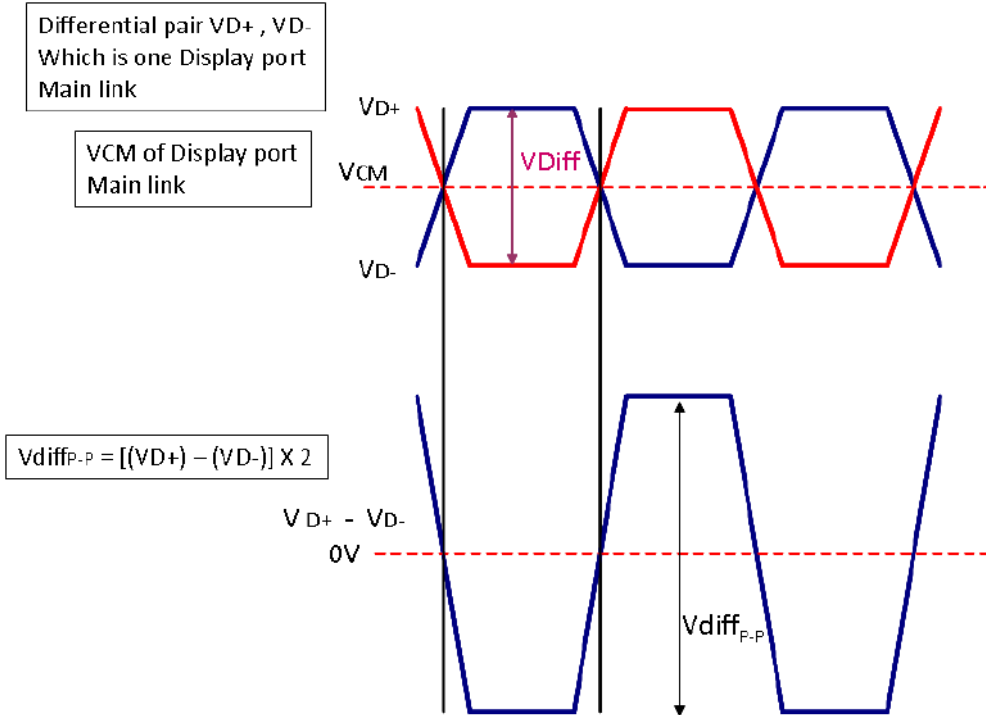 Differential pair VD+ , VD-
Which is one Display port
Main link
VCM of Display port
Main link
VD+
VCM
VD-
VDiff
VdiffP-P = [(VD+) – (VD-)] X 2
V D+ - VD-
0V
VdiffP-P